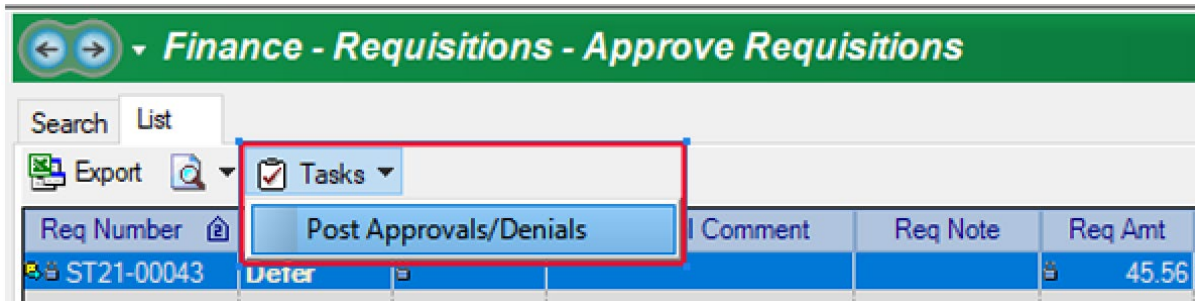 Finance - Requisitions - Approve Requisitions
Search List
Export Tasks
Req Number 2 Post Approvals/Denials l Comment Req Note Req Amt
ST21-00043 Defer 45.56